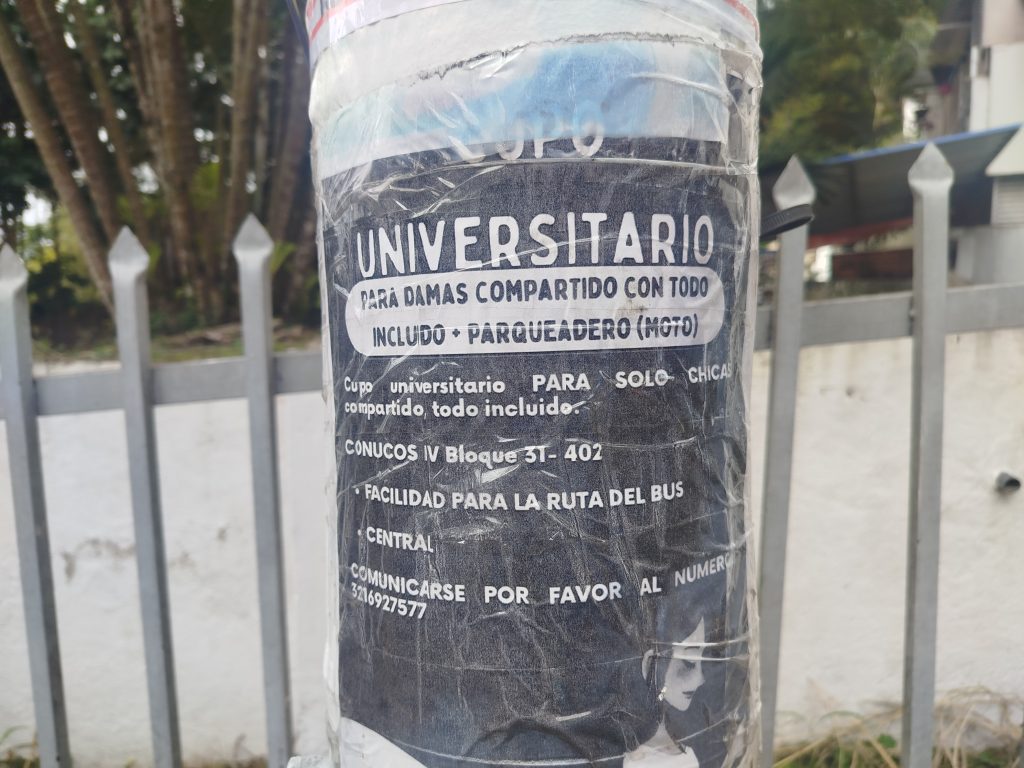 CUPO
UNIVERSITARIO
PARA DAMAS COMPARTIDO CON TODO
INCLUIDO + PARQUEADERO (MOTO)
Cupo universitario PARA SOLO CHICAS
compartido, todo incluido.
CONUCOS IV Bloque 31- 402
• FACILIDAD PARA LA RUTA DEL BUS
• CENTRAL
COMUNICARSE POR FAVOR AL NUMERO
3216927577